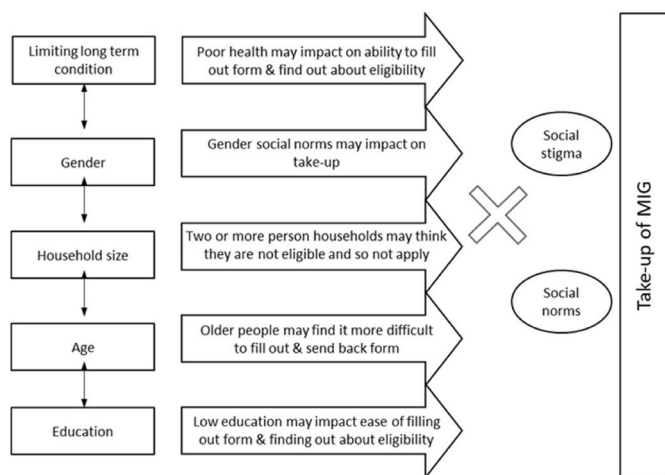 Limiting long term
condition
Poor health may impact on ability to fill
out form & find out about eligibility
Gender
Gender social norms may impact on
take-up
Household size
Two or more person households may think
they are not eligible and so not apply
Age
Older people may find it more difficult
to fill out & send back form
Education
Low education may impact ease of filling
out form & finding out about eligibility
Social
stigma
Social
norms
Take-up of MIG